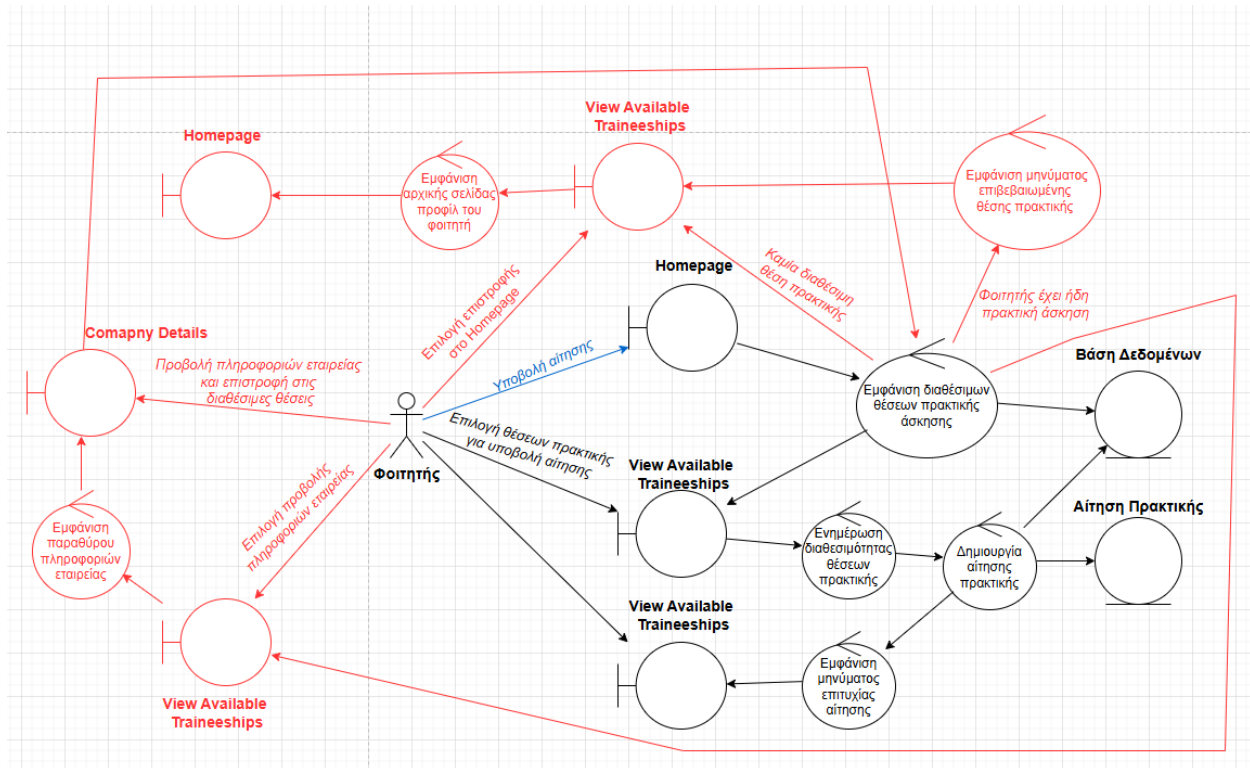 View Available
Traineeships
Homepage
Εμφάνιση
αρχικής σελίδας
προφίλ του
φοιτητή
Εμφάνιση μηνύματος
επιβεβαιωμένης
θέσης πρακτικής
Homepage
Καμία διαθέσιμη
θέση πρακτικής
Επιλογή επιστροφής
στο Homepage
Φοιτητής έχει ήδη
πρακτική άσκηση
Comapny Details
Προβολή πληροφοριών εταιρείας
και επιστροφή στις
διαθέσιμες θέσεις
Υποβολή αίτησης
Εμφάνιση διαθέσιμων
θέσεων πρακτικής
άσκησης
Βάση Δεδομένων
Φοιτητής
Επιλογή θέσεων πρακτικής
για υποβολή αίτησης
View Available
Traineeships
Επιλογή προβολής
πληροφοριών εταιρείας
Εμφάνιση
παραθύρου
πληροφοριών
εταιρείας
Ενημέρωση
διαθεσιμότητας
θέσεων
πρακτικής
Δημιουργία
αίτησης
πρακτικής
Αίτηση Πρακτικής
View Available
Traineeships
Εμφάνιση
μηνύματος
επιτυχίας
αίτησης
View Available
Traineeships